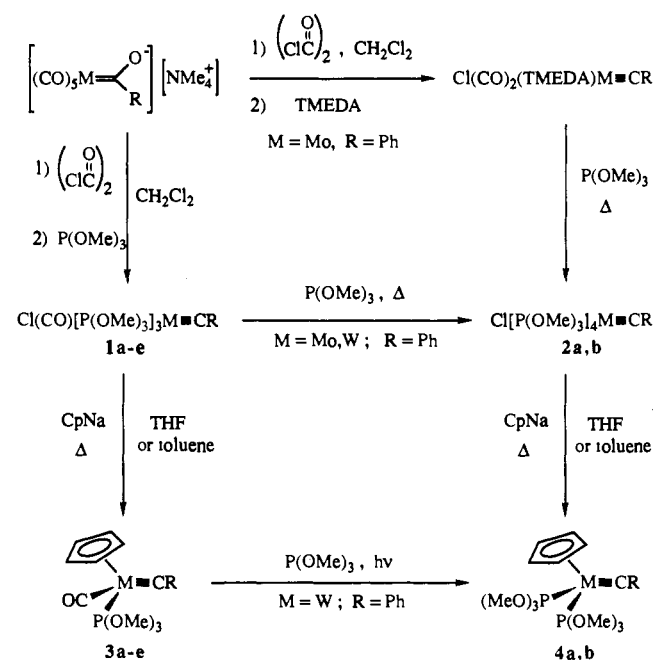 [(CO)₅M=C(O⁻)R] [NMe₄⁺]
1) (ClC(=O))₂ , CH₂Cl₂
2) TMEDA
M = Mo, R = Ph
Cl(CO)₂(TMEDA)M≡CR
1) (ClC(=O))₂
CH₂Cl₂
2) P(OMe)₃
P(OMe)₃
Δ
Cl(CO)[P(OMe)₃]₃M≡CR
1a-e
P(OMe)₃ , Δ
M = Mo,W ; R = Ph
Cl[P(OMe)₃]₄M≡CR
2a,b
CpNa
Δ
THF
or toluene
CpNa
Δ
THF
or toluene
M≡CR
OC
P(OMe)₃
3a-e
P(OMe)₃ , hν
M = W ; R = Ph
M≡CR
(MeO)₃P
P(OMe)₃
4a,b